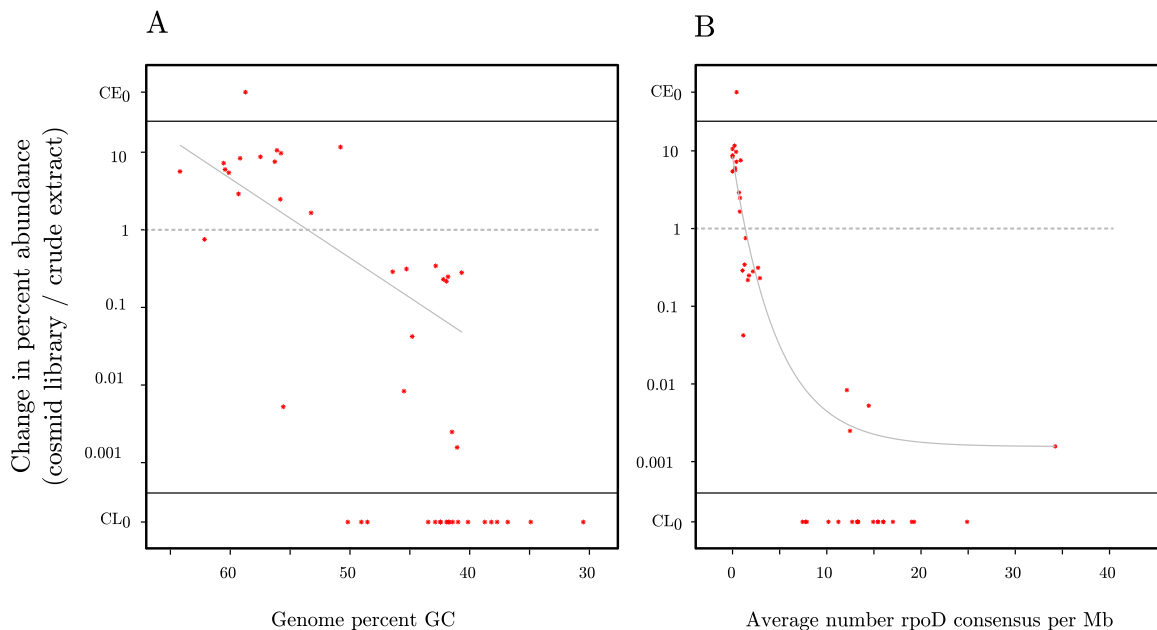 A
B
Change in percent abundance
(cosmid library / crude extract)
CE0
10
1
0.1
0.01
0.001
CL0
60
50
40
30
Genome percent GC
CE0
10
1
0.1
0.01
0.001
CL0
0
10
20
30
40
Average number rpoD consensus per Mb